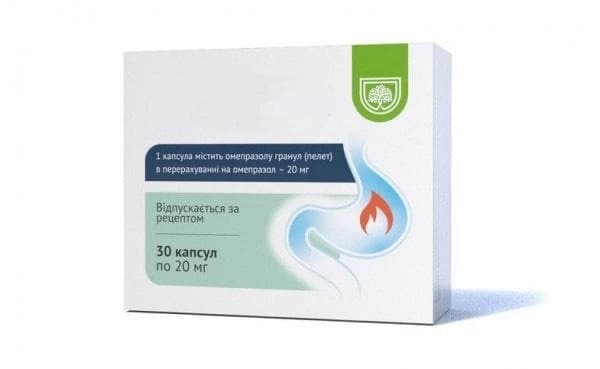 1 капсула містить омепразолу гранул (пелет)
в перерахуванні на омепразол – 20 мг
Відпускається за
рецептом
30 капсул
по 20 мг